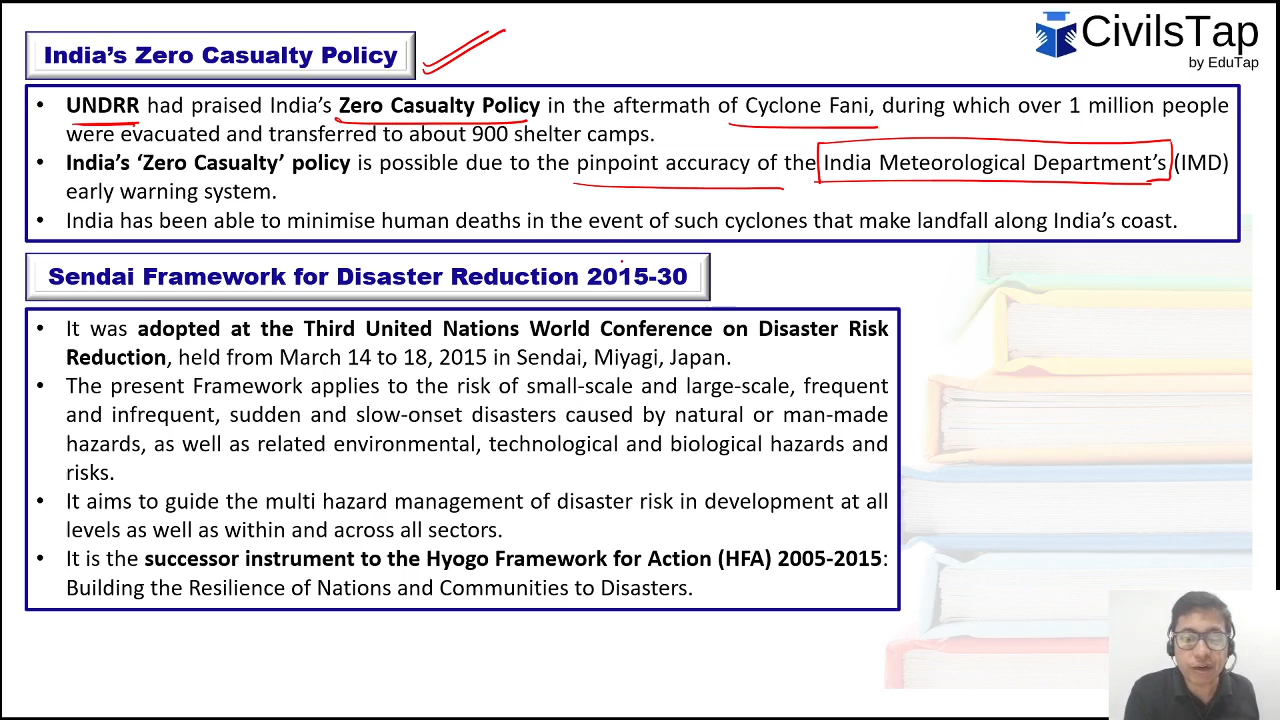 CivilsTap
by EduTap
India's Zero Casualty Policy
• UNDRR had praised India's Zero Casualty Policy in the aftermath of Cyclone Fani, during which over 1 million people
were evacuated and transferred to about 900 shelter camps.
• India's 'Zero Casualty' policy is possible due to the pinpoint accuracy of the India Meteorological Department's (IMD)
early warning system.
• India has been able to minimise human deaths in the event of such cyclones that make landfall along India's coast.
Sendai Framework for Disaster Reduction 2015-30
• It was adopted at the Third United Nations World Conference on Disaster Risk
Reduction, held from March 14 to 18, 2015 in Sendai, Miyagi, Japan.
• The present Framework applies to the risk of small-scale and large-scale, frequent
and infrequent, sudden and slow-onset disasters caused by natural or man-made
hazards, as well as related environmental, technological and biological hazards and
risks.
• It aims to guide the multi hazard management of disaster risk in development at all
levels as well as within and across all sectors.
• It is the successor instrument to the Hyogo Framework for Action (HFA) 2005-2015:
Building the Resilience of Nations and Communities to Disasters.